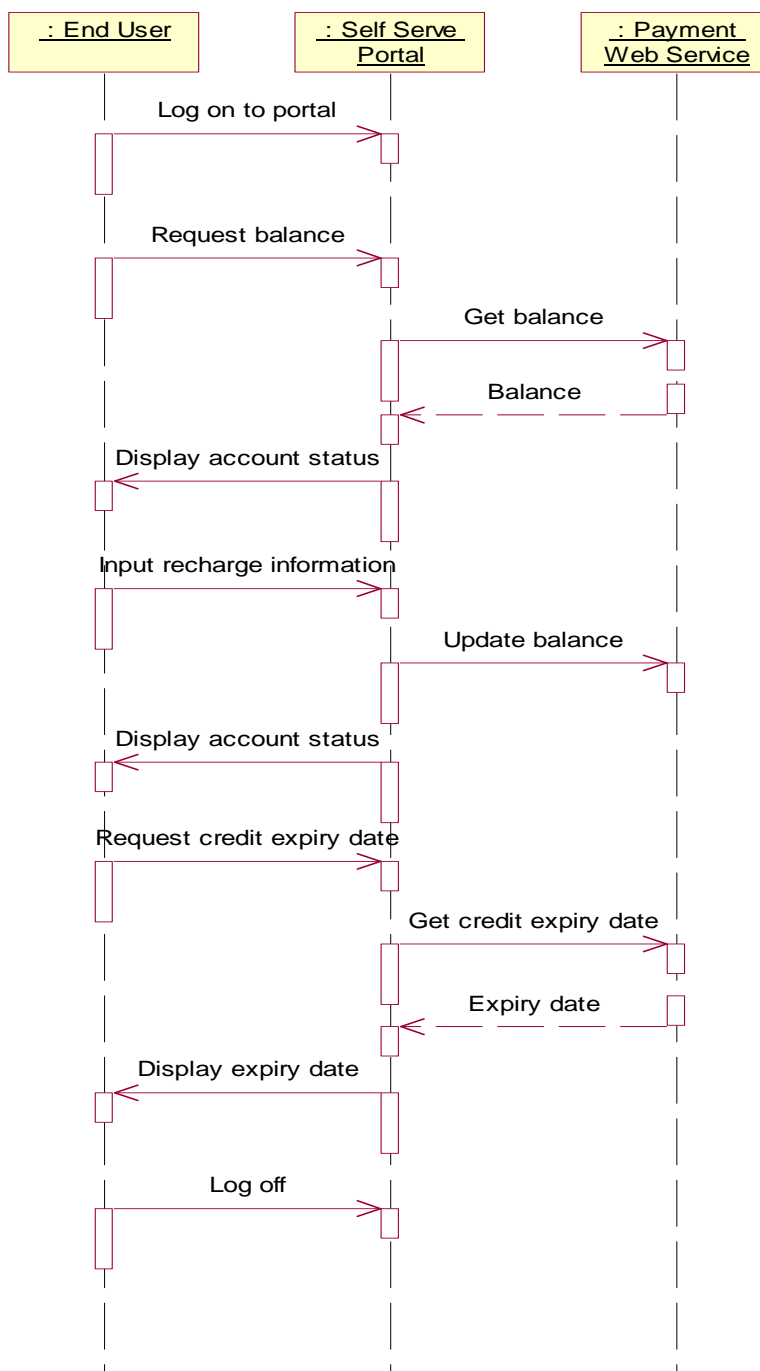 : End User
: Self Serve
Portal
: Payment
Web Service
Log on to portal
Request balance
Get balance
Balance
Display account status
Input recharge information
Update balance
Display account status
Request credit expiry date
Get credit expiry date
Expiry date
Display expiry date
Log off